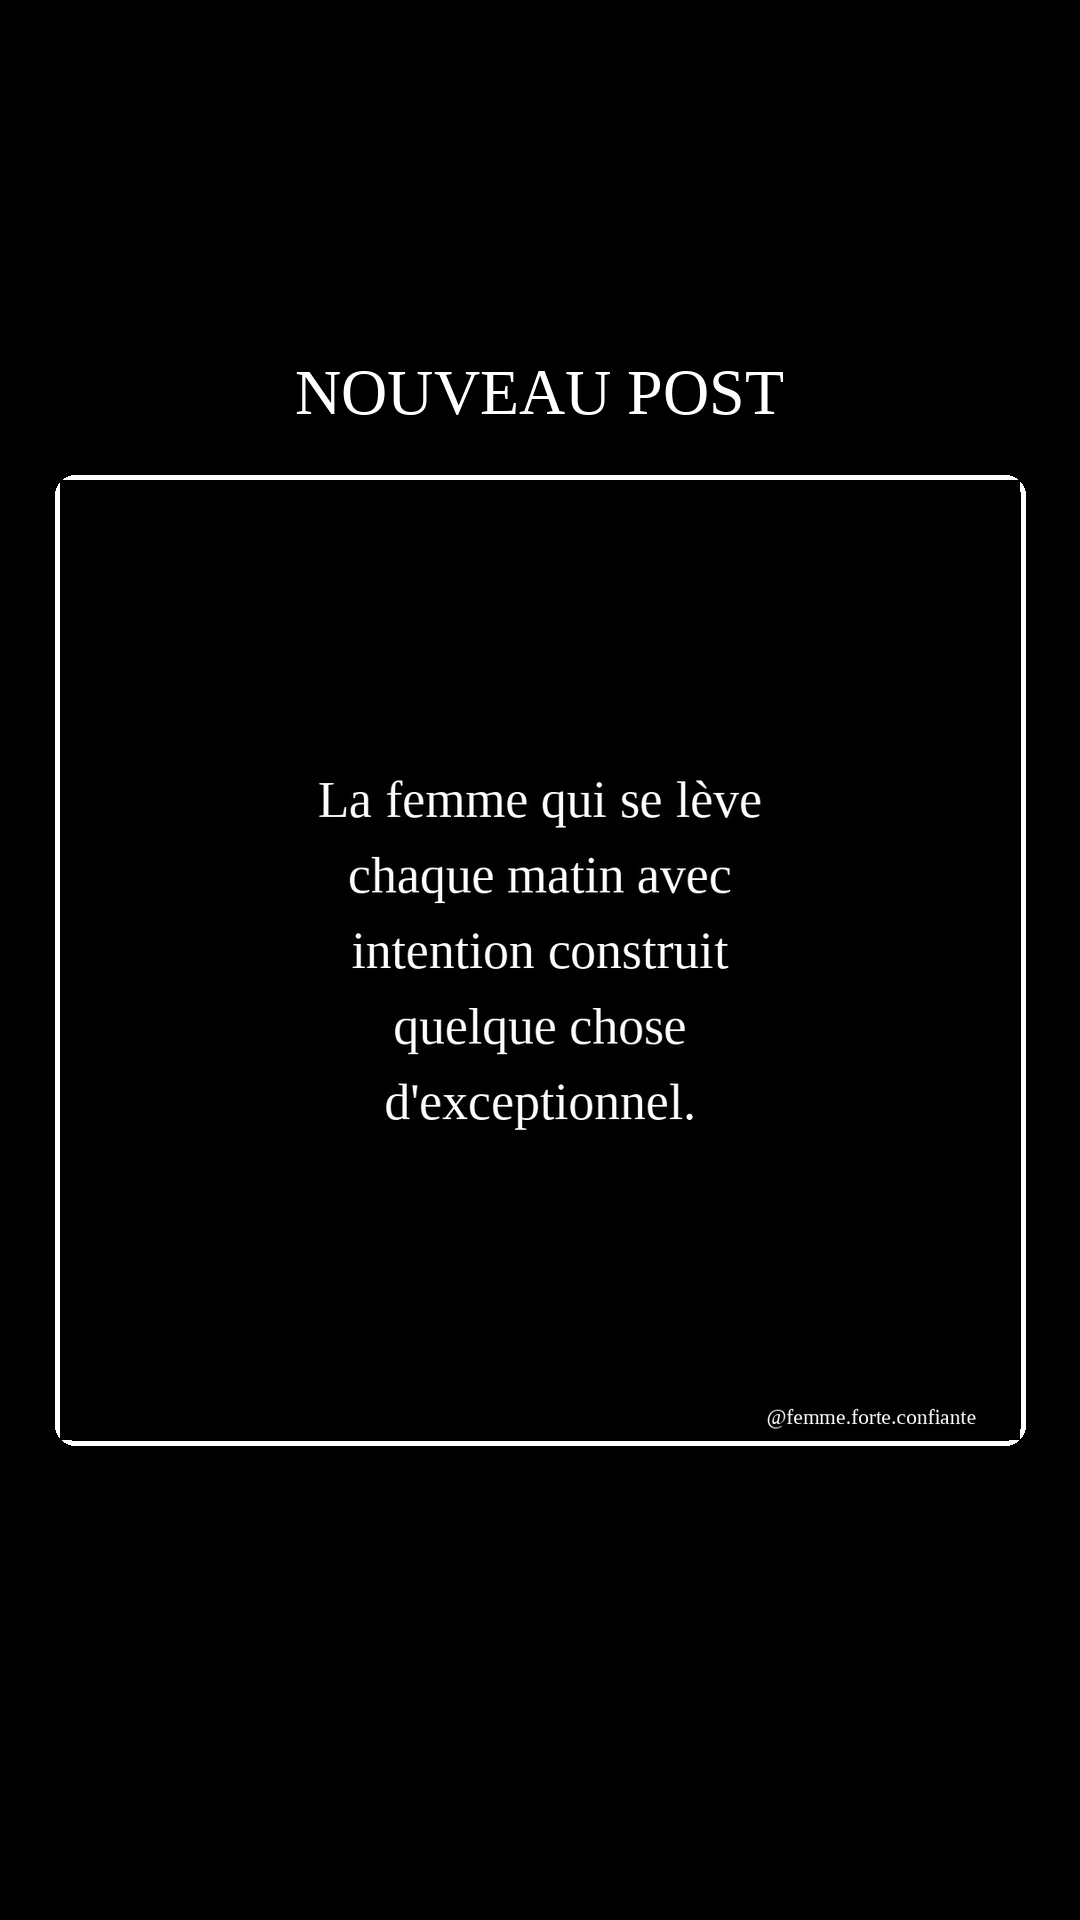 NOUVEAU POST
La femme qui se lève
chaque matin avec
intention construit
quelque chose
d'exceptionnel.
@femme.forte.confiante